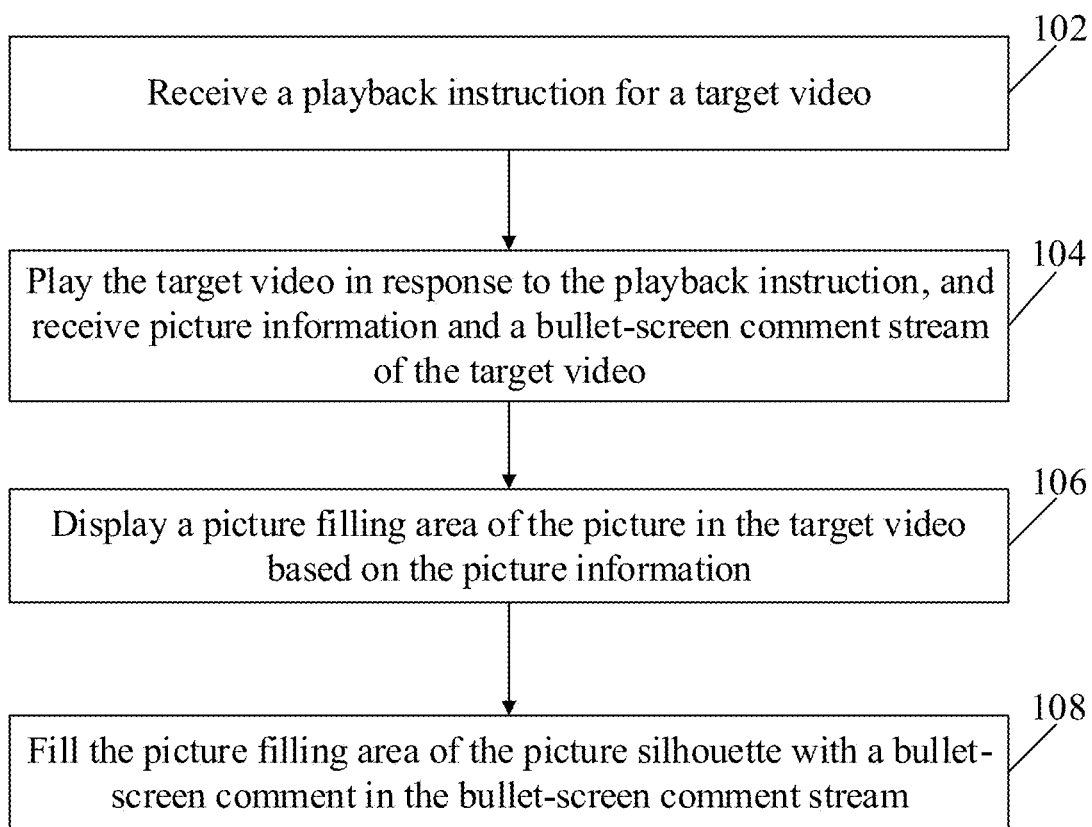 102
Receive a playback instruction for a target video
104
Play the target video in response to the playback instruction, and
receive picture information and a bullet-screen comment stream
of the target video
106
Display a picture filling area of the picture in the target video
based on the picture information
108
Fill the picture filling area of the picture silhouette with a bullet-
screen comment in the bullet-screen comment stream